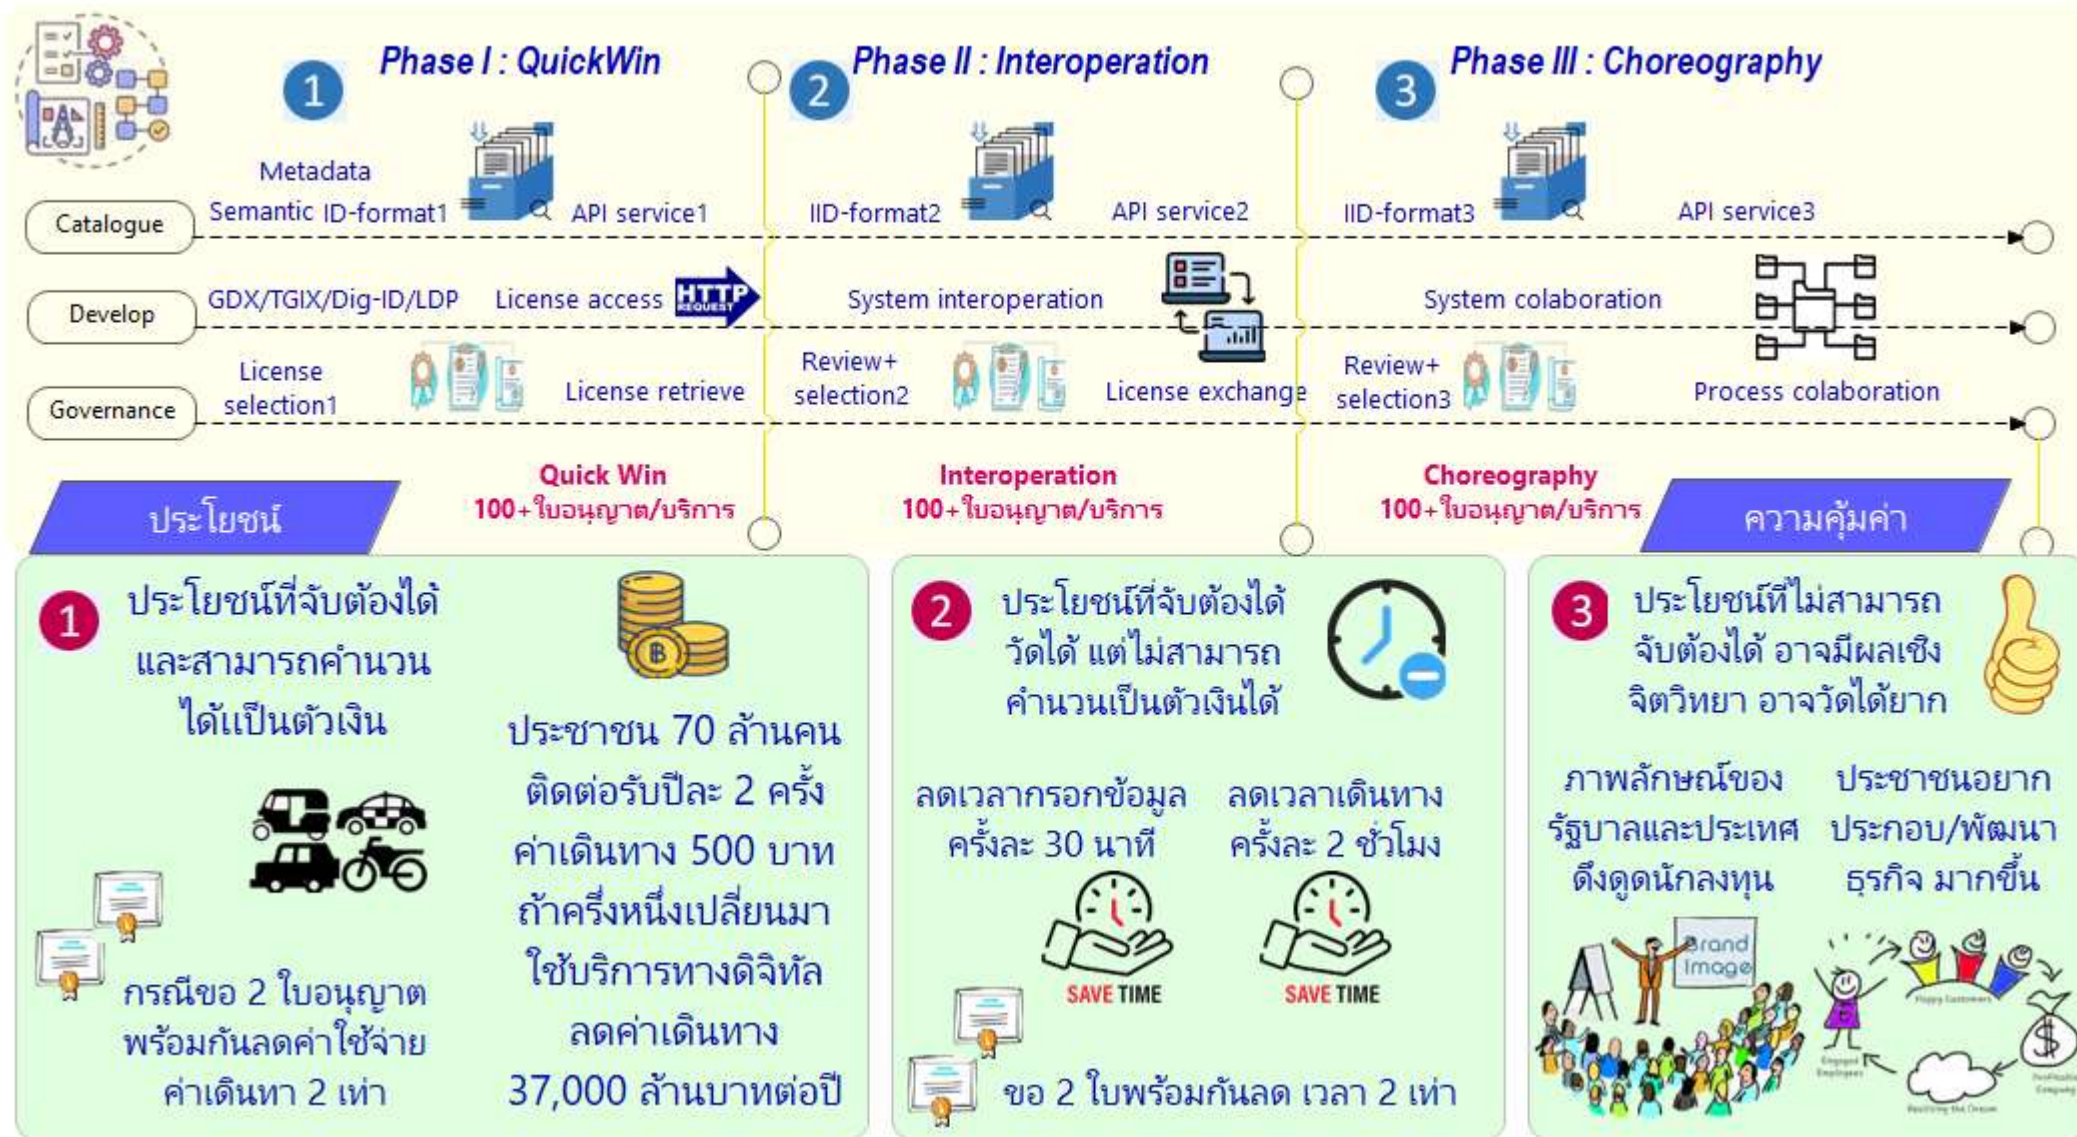 1
Phase I : QuickWin
2
Phase II : Interoperation
3
Phase III : Choreography
Catalogue
Metadata
Semantic ID-format1
API service1
IID-format2
API service2
IID-format3
API service3
Develop
GDX/TGIX/Dig-ID/LDP
License access
HTTP
REQUEST
System interoperation
System colaboration
Governance
License
selection1
License retrieve
Review+
selection2
License exchange
Review+
selection3
Process colaboration
Quick Win
100+ใบอนุญาต/บริการ
Interoperation
100+ใบอนุญาต/บริการ
Choreography
100+ใบอนุญาต/บริการ
ประโยชน์
ความคุ้มค่า
1
ประโยชน์ที่จับต้องได้
และสามารถคำนวน
ได้เเป็นตัวเงิน
กรณีขอ 2 ใบอนุญาต
พร้อมกันลดค่าใช้จ่าย
ค่าเดินทา 2 เท่า
ประชาชน 70 ล้านคน
ติดต่อรับปีละ 2 ครั้ง
ค่าเดินทาง 500 บาท
ถ้าครึ่งหนึ่งเปลี่ยนมา
ใช้บริการทางดิจิทัล
ลดค่าเดินทาง
37,000 ล้านบาทต่อปี
2
ประโยชน์ที่จับต้องได้
วัดได้ แต่ไม่สามารถ
คำนวนเป็นตัวเงินได้
ลดเวลากรอกข้อมูล
ครั้งละ 30 นาที
SAVE TIME
ลดเวลาเดินทาง
ครั้งละ 2 ชั่วโมง
SAVE TIME
ขอ 2 ใบพร้อมกันลด เวลา 2 เท่า
3
ประโยชน์ที่ไม่สามารถ
จับต้องได้ อาจมีผลเชิง
จิตวิทยา อาจวัดได้ยาก
ภาพลักษณ์ของ
รัฐบาลและประเทศ
ดึงดูดนักลงทุน
ประชาชนอยาก
ประกอบ/พัฒนา
ธุรกิจ มากขึ้น
Brand
Image
Happy Customers
Engaged
Employees
Realizing the Dream
Company